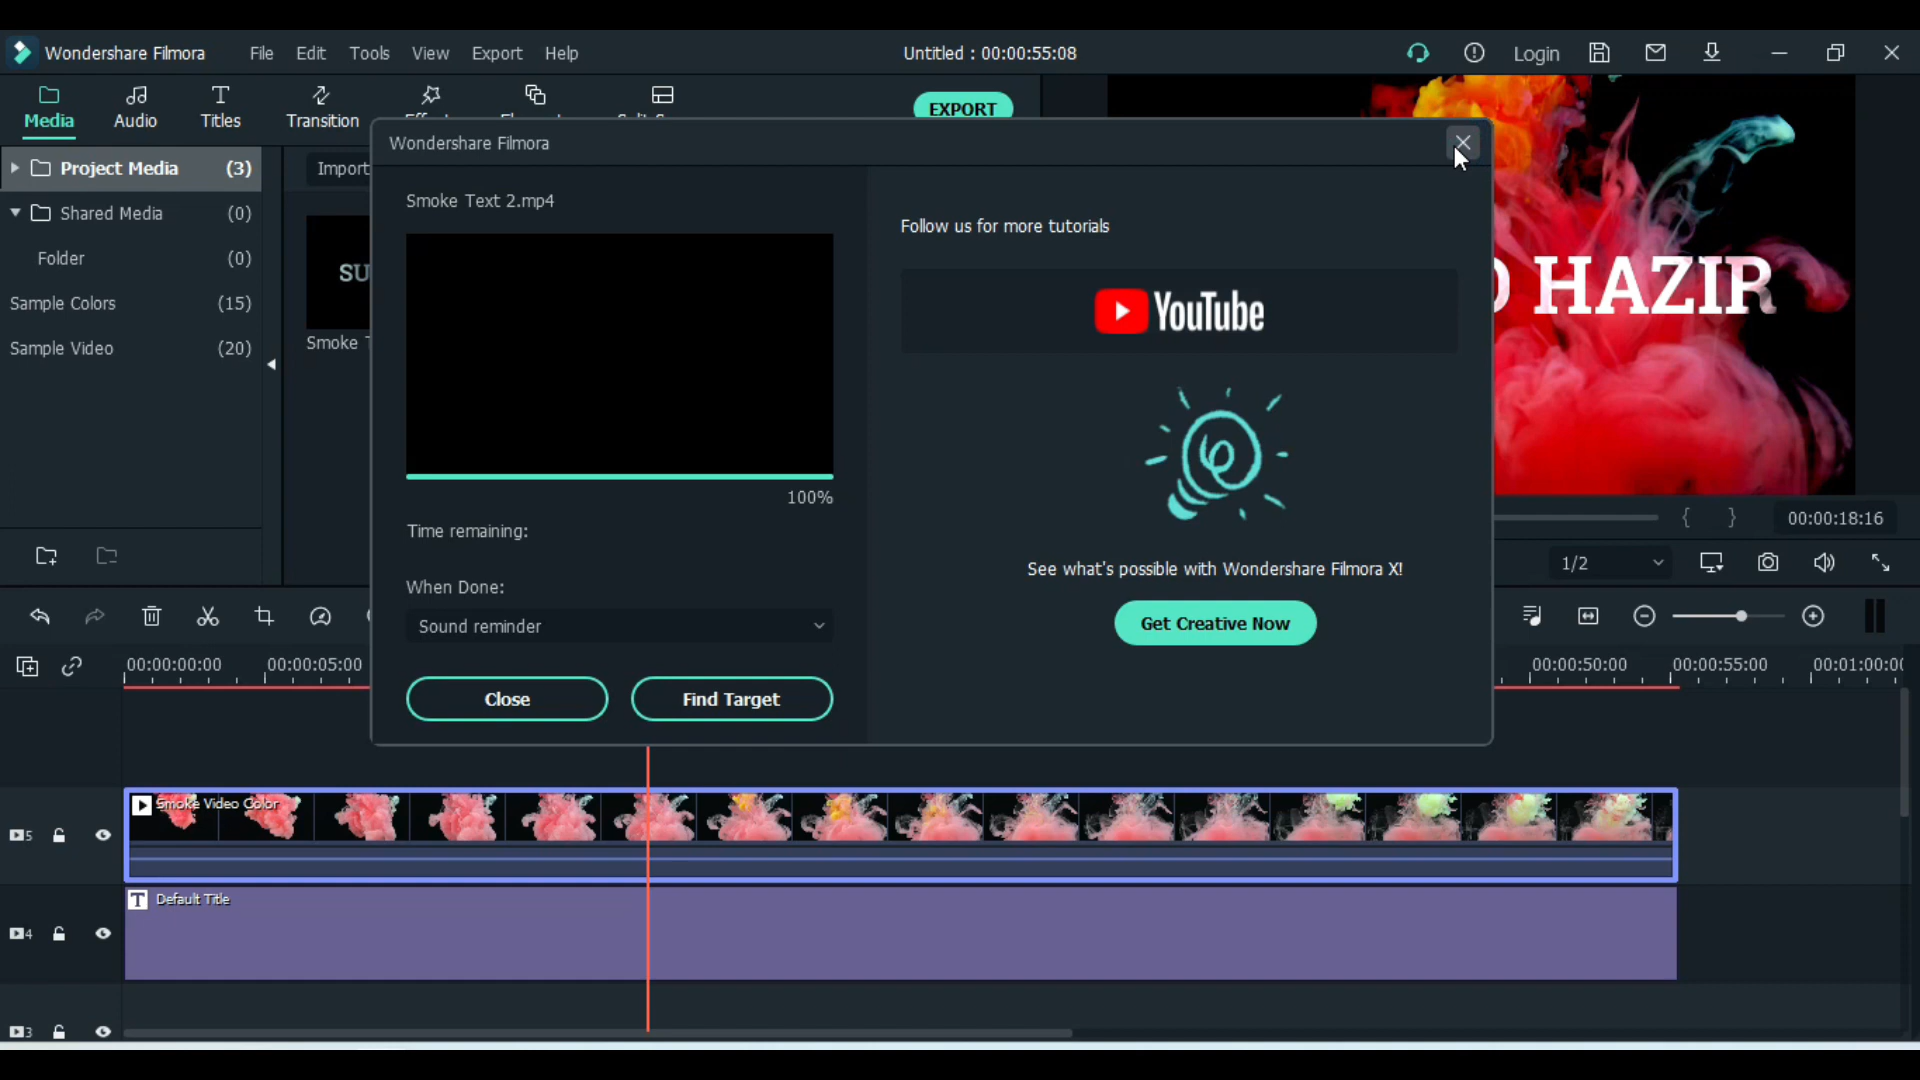 Wondershare Filmora File Edit Tools View Export Help Untitled : 00:00:55:08 Login
Media Audio Titles Transition EXPORT
Project Media (3)
Shared Media (0)
Folder (0)
Sample Colors (15)
Sample Video (20)
Import
SU
Smoke
Wondershare Filmora
Smoke Text 2.mp4
100%
Time remaining:
When Done:
Sound reminder
Close Find Target
Follow us for more tutorials
YouTube
See what's possible with Wondershare Filmora X!
Get Creative Now
HAZIR
{ } 00:00:18:16
1/2
00:00:00:00 00:00:05:00 00:00:50:00 00:00:55:00 00:01:00:0
Smoke Video Color
5
T Default Title
4
3